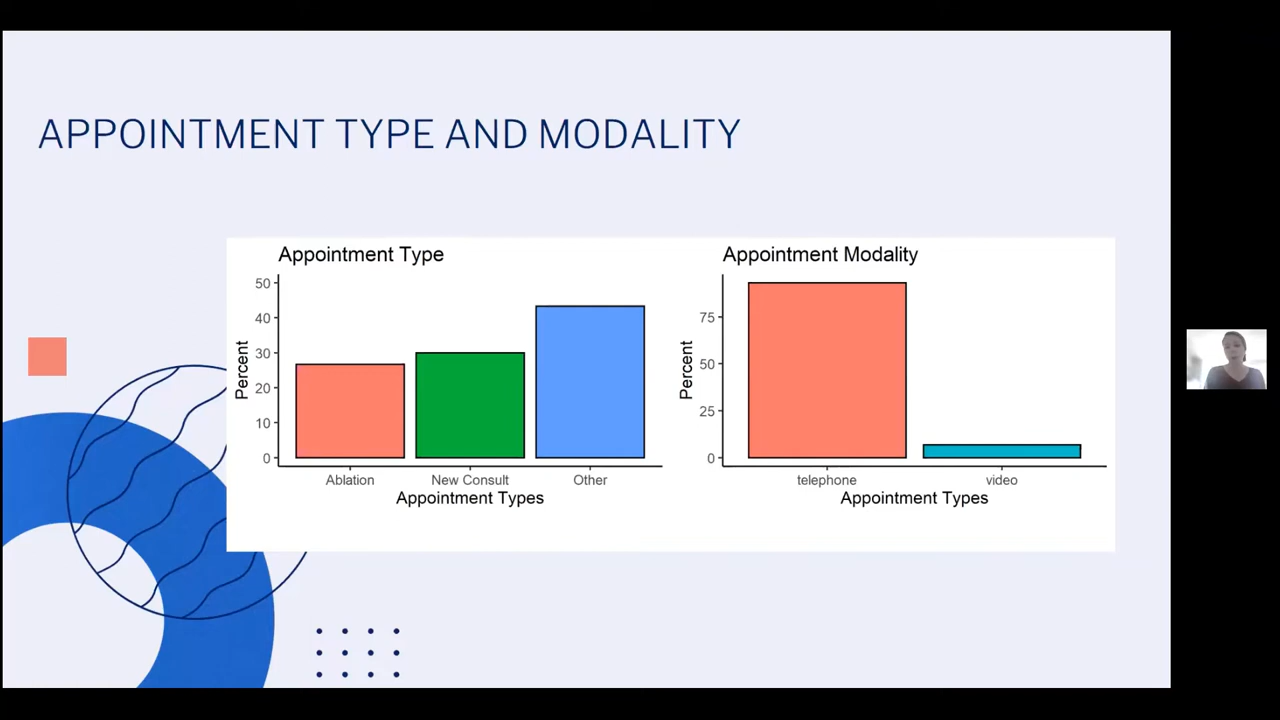 APPOINTMENT TYPE AND MODALITY
Appointment Type
50
40
30
20
10
0
Percent
Ablation New Consult Other
Appointment Types
Appointment Modality
75
50
25
0
Percent
telephone video
Appointment Types